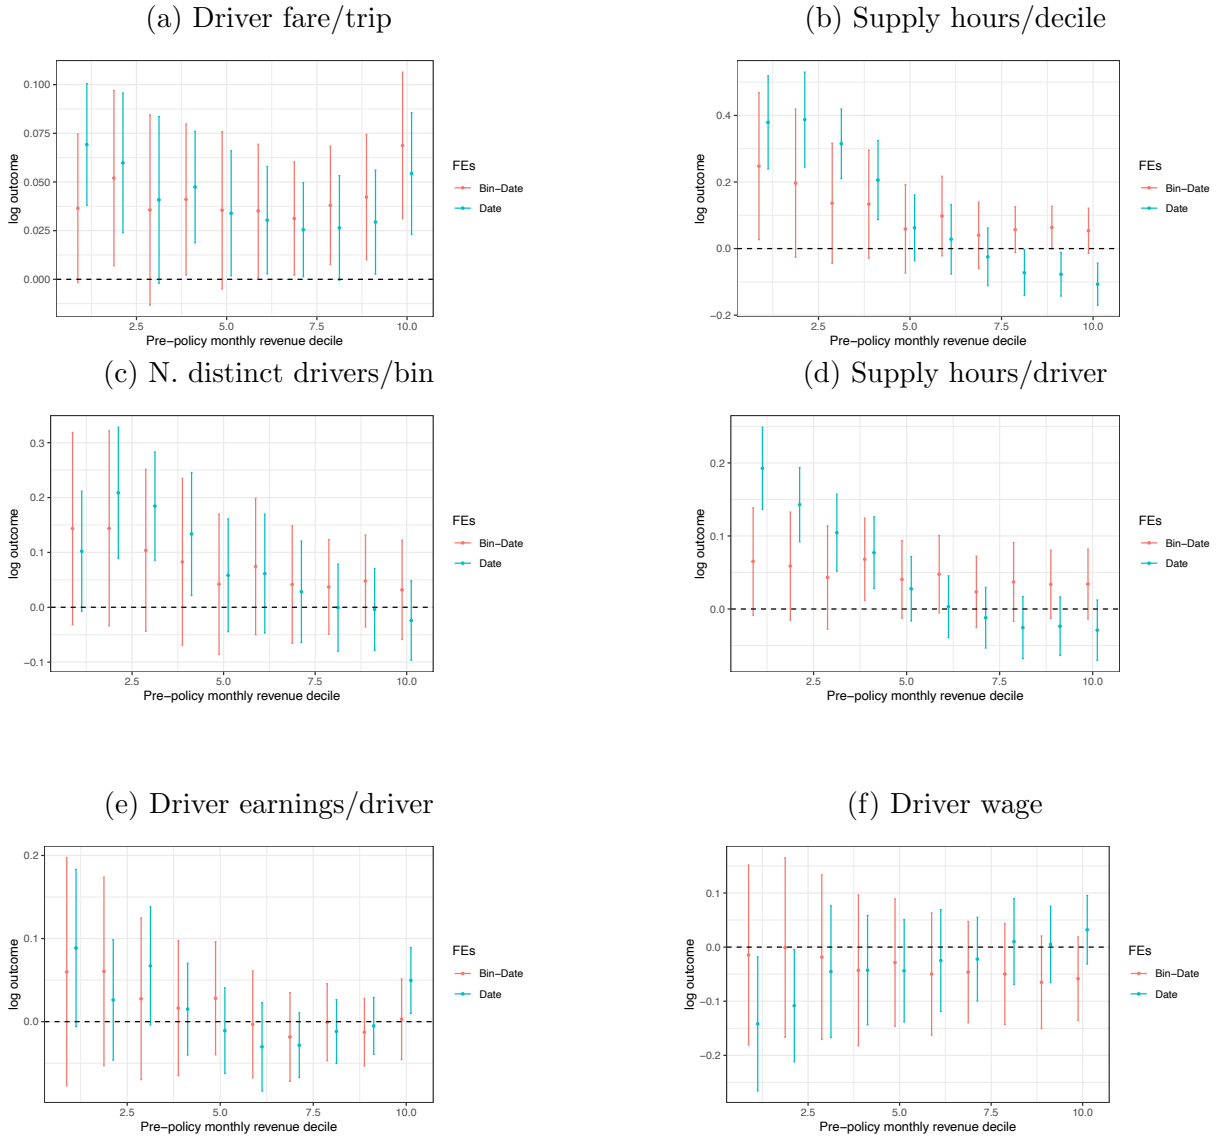 (a) Driver fare/trip
log outcome
0.100
0.075
0.050
0.025
0.000
2.5 5.0 7.5 10.0
Pre−policy monthly revenue decile
FEs
Bin−Date
Date
(b) Supply hours/decile
log outcome
0.4
0.2
0.0
−0.2
2.5 5.0 7.5 10.0
Pre−policy monthly revenue decile
FEs
Bin−Date
Date
(c) N. distinct drivers/bin
log outcome
0.3
0.2
0.1
0.0
−0.1
2.5 5.0 7.5 10.0
Pre−policy monthly revenue decile
FEs
Bin−Date
Date
(d) Supply hours/driver
log outcome
0.2
0.1
0.0
2.5 5.0 7.5 10.0
Pre−policy monthly revenue decile
FEs
Bin−Date
Date
(e) Driver earnings/driver
log outcome
0.2
0.1
0.0
2.5 5.0 7.5 10.0
Pre−policy monthly revenue decile
FEs
Bin−Date
Date
(f) Driver wage
log outcome
0.1
0.0
−0.1
−0.2
2.5 5.0 7.5 10.0
Pre−policy monthly revenue decile
FEs
Bin−Date
Date